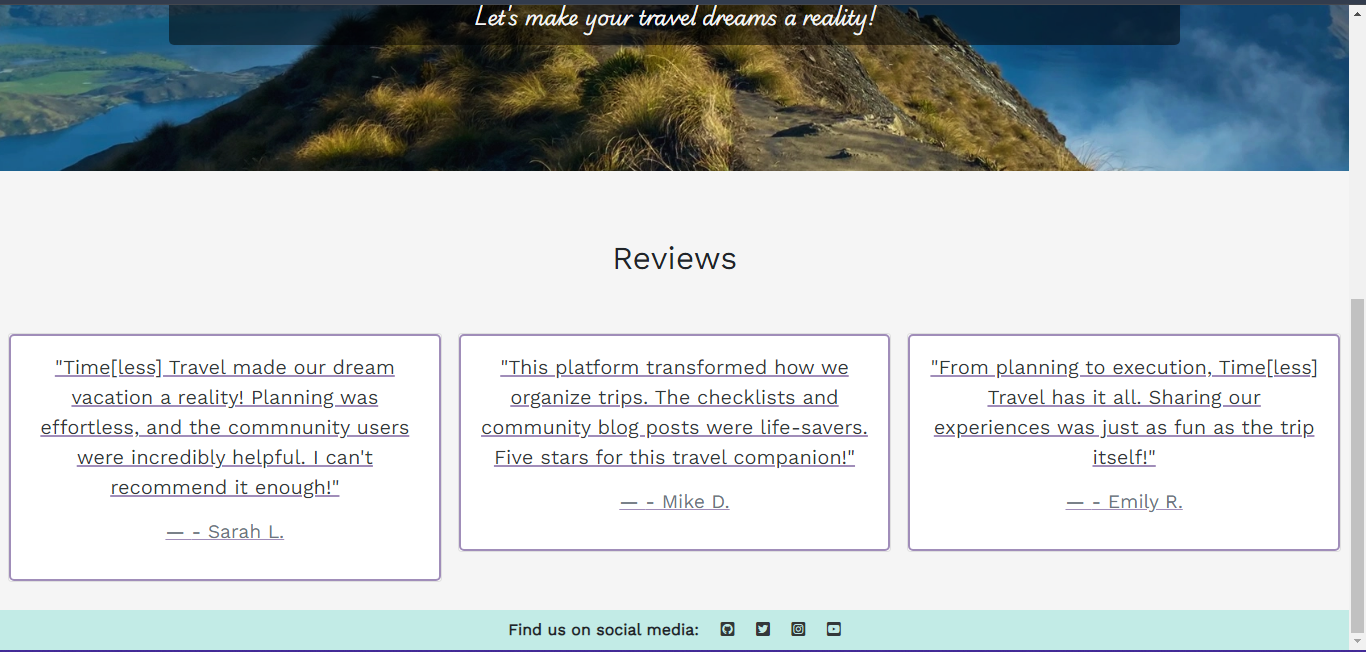 Let's make your travel dreams a reality!
Reviews
"Time[less] Travel made our dream
vacation a reality! Planning was
effortless, and the commnunity users
were incredibly helpful. I can't
recommend it enough!"
— - Sarah L.
"This platform transformed how we
organize trips. The checklists and
community blog posts were life-savers.
Five stars for this travel companion!"
— - Mike D.
"From planning to execution, Time[less]
Travel has it all. Sharing our
experiences was just as fun as the trip
itself!"
— - Emily R.
Find us on social media: